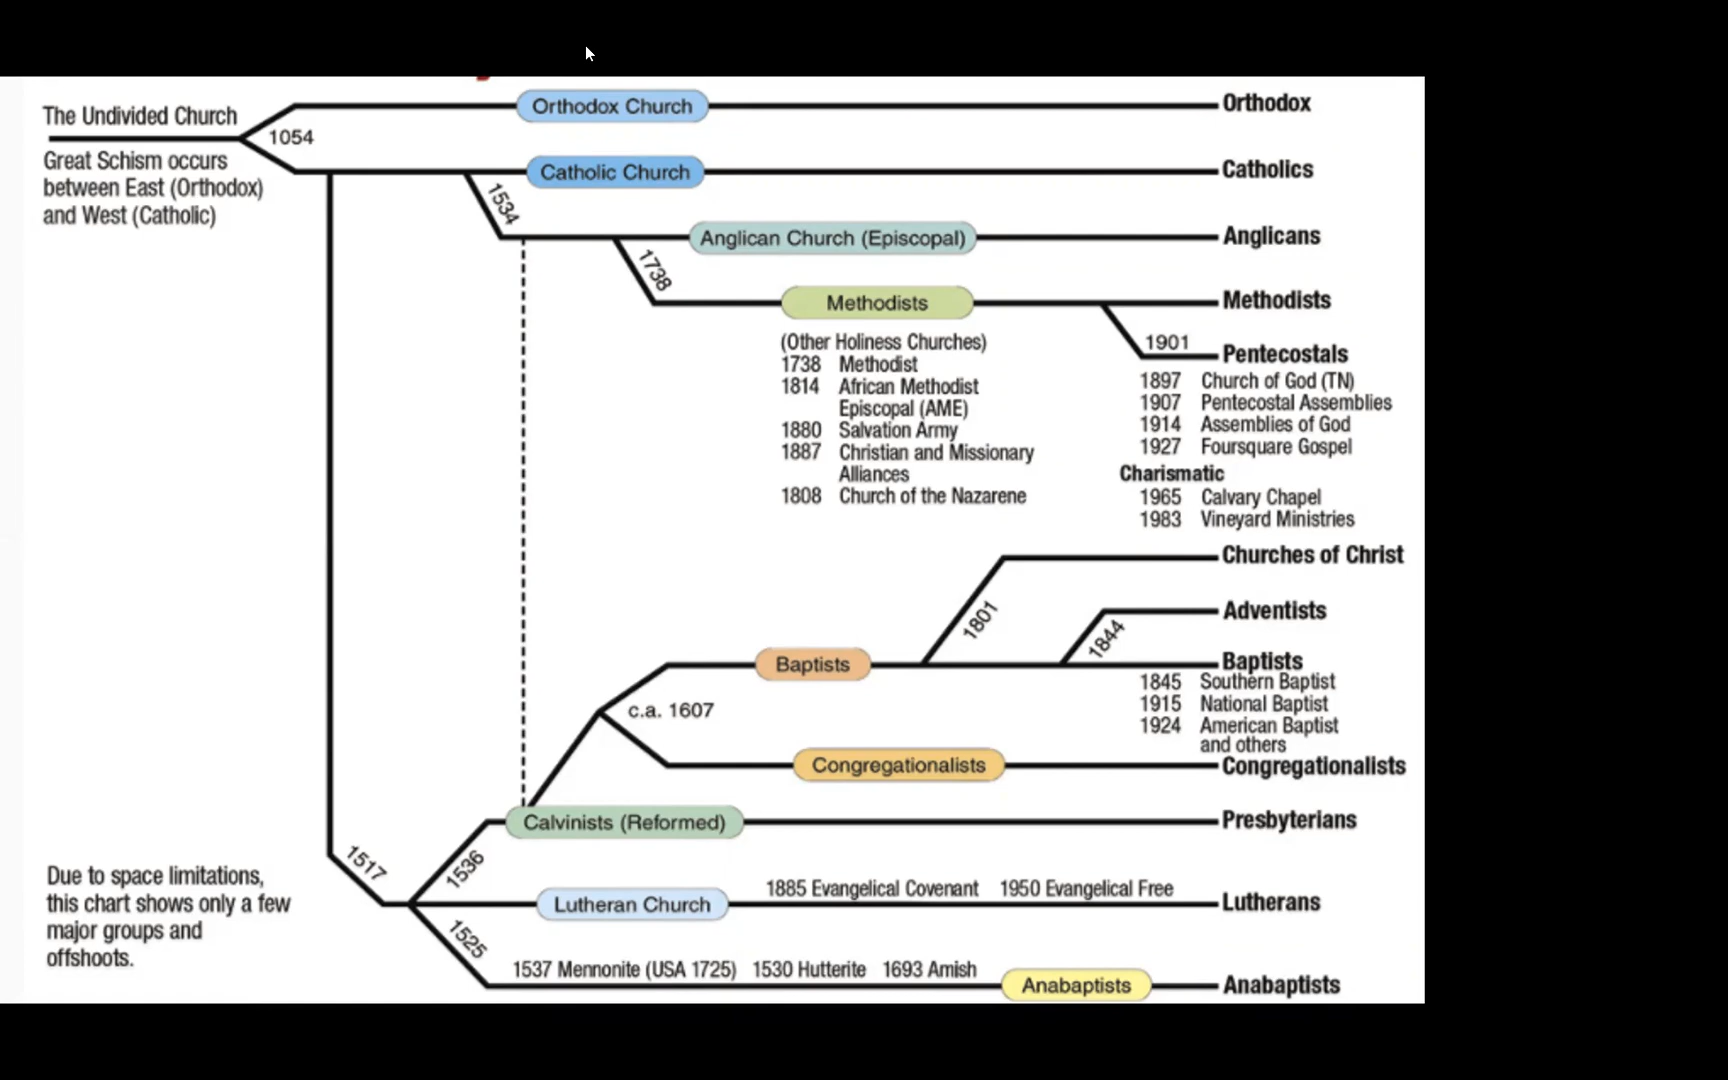 The Undivided Church
1054
Great Schism occurs
between East (Orthodox)
and West (Catholic)
Orthodox Church
Orthodox
Catholic Church
Catholics
1534
Anglican Church (Episcopal)
Anglicans
1738
Methodists
Methodists
(Other Holiness Churches)
1738 Methodist
1814 African Methodist
Episcopal (AME)
1880 Salvation Army
1887 Christian and Missionary
Alliances
1808 Church of the Nazarene
1901
Pentecostals
1897 Church of God (TN)
1907 Pentecostal Assemblies
1914 Assemblies of God
1927 Foursquare Gospel
Charismatic
1965 Calvary Chapel
1983 Vineyard Ministries
Churches of Christ
1801
Adventists
1844
Baptists
Baptists
1845 Southern Baptist
1915 National Baptist
1924 American Baptist
and others
c.a. 1607
Congregationalists
Congregationalists
Calvinists (Reformed)
Presbyterians
1517
1536
Lutheran Church
1885 Evangelical Covenant 1950 Evangelical Free
Lutherans
1525
1537 Mennonite (USA 1725) 1530 Hutterite 1693 Amish
Anabaptists
Anabaptists
Due to space limitations,
this chart shows only a few
major groups and
offshoots.